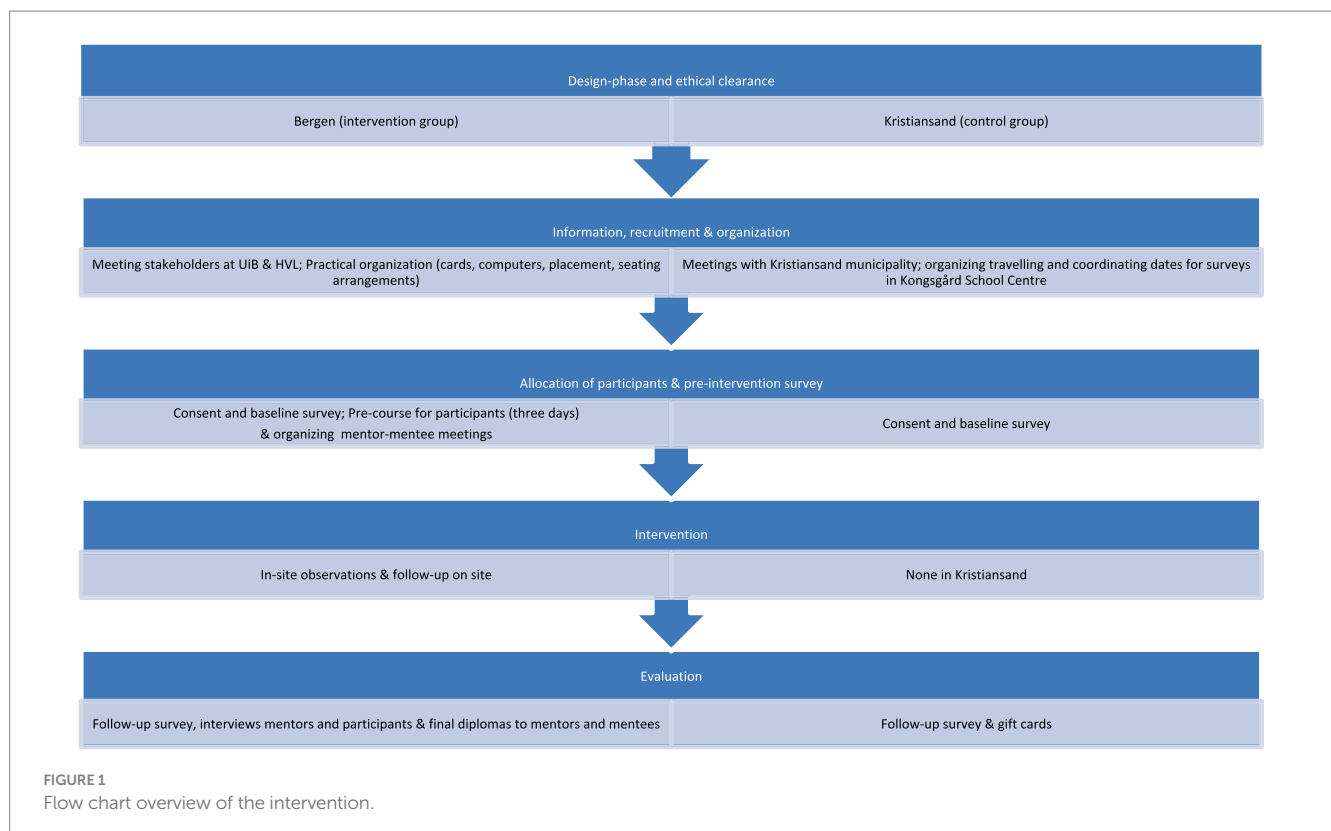 Design-phase and ethical clearance
Bergen (intervention group)
Kristiansand (control group)
Information, recruitment & organization
Meeting stakeholders at UiB & HVL; Practical organization (cards, computers, placement, seating
arrangements)
Meetings with Kristiansand municipality; organizing travelling and coordinating dates for surveys
in Kongsgård School Centre
Allocation of participants & pre-intervention survey
Consent and baseline survey; Pre-course for participants (three days)
& organizing mentor-mentee meetings
Consent and baseline survey
Intervention
In-site observations & follow-up on site
None in Kristiansand
Evaluation
Follow-up survey, interviews mentors and participants & final diplomas to mentors and mentees
Follow-up survey & gift cards
FIGURE 1
Flow chart overview of the intervention.